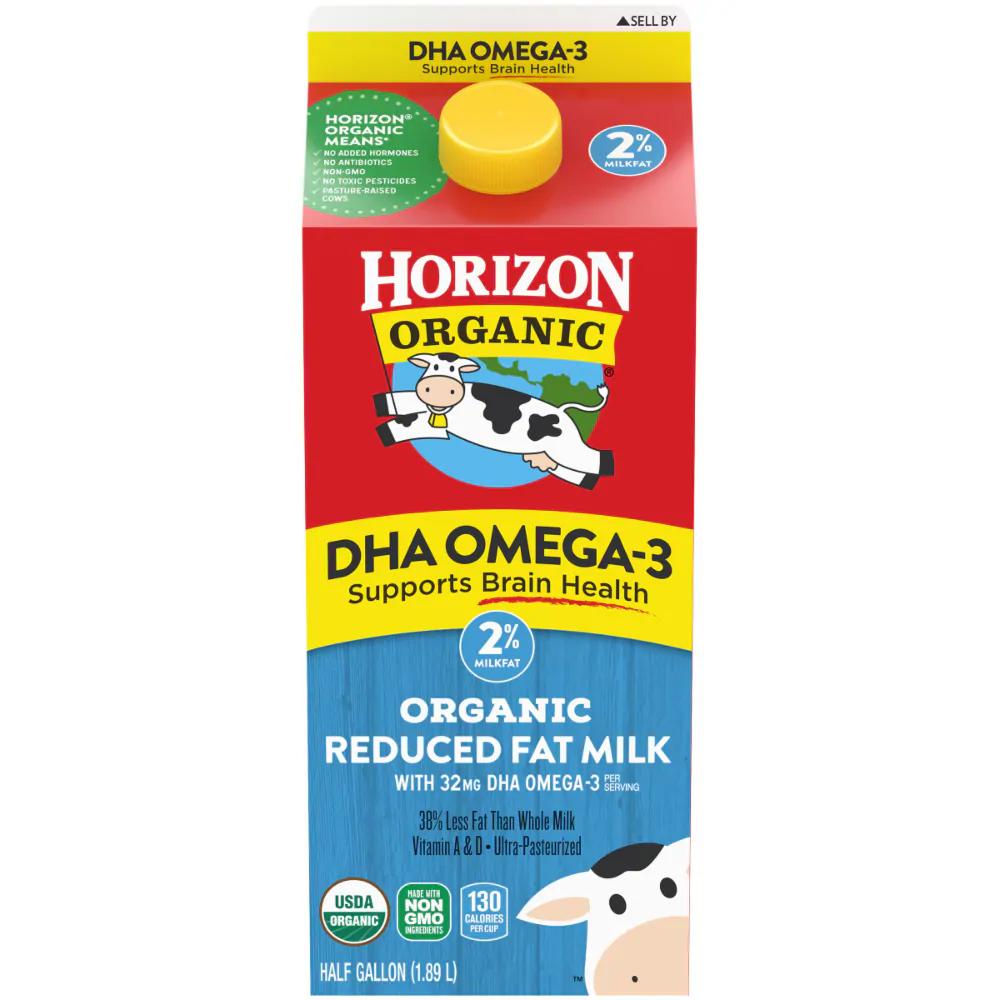 ▲SELL BY
DHA OMEGA-3
Supports Brain Health
HORIZON®
ORGANIC
MEANS*
✓ NO ADDED HORMONES
✓ NO ANTIBIOTICS
✓ NON-GMO
✓ NO TOXIC PESTICIDES
✓ PASTURE-RAISED
COWS
2%
MILKFAT
HORIZON
ORGANIC
®
DHA OMEGA-3
Supports Brain Health
2%
MILKFAT
ORGANIC
REDUCED FAT MILK
WITH 32MG DHA OMEGA-3 PER SERVING
38% Less Fat Than Whole Milk
Vitamin A & D • Ultra-Pasteurized
USDA
ORGANIC
MADE WITH
NON
GMO
INGREDIENTS
130
CALORIES
PER CUP
HALF GALLON (1.89 L)
TM